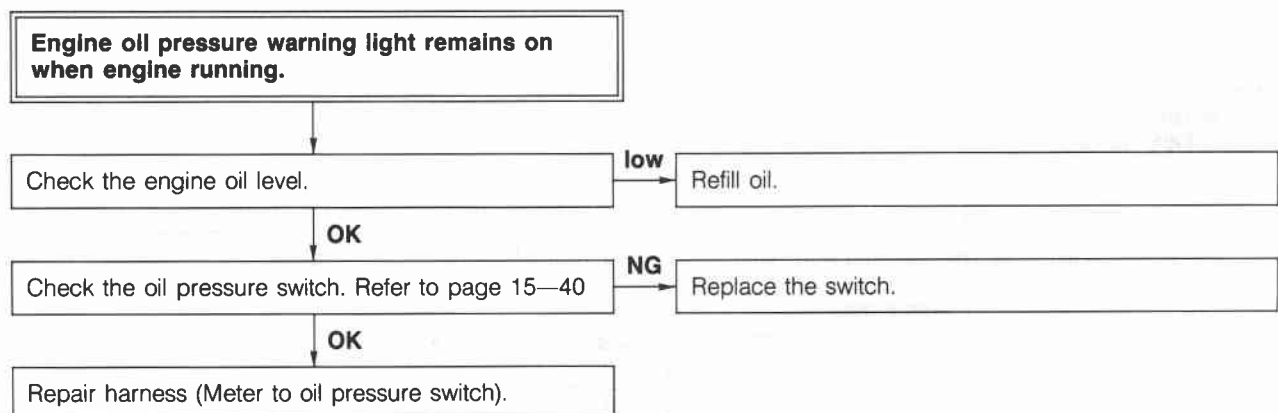 Engine oil pressure warning light remains on
when engine running.
Check the engine oil level.
low
Refill oil.
OK
Check the oil pressure switch. Refer to page 15—40
NG
Replace the switch.
OK
Repair harness (Meter to oil pressure switch).